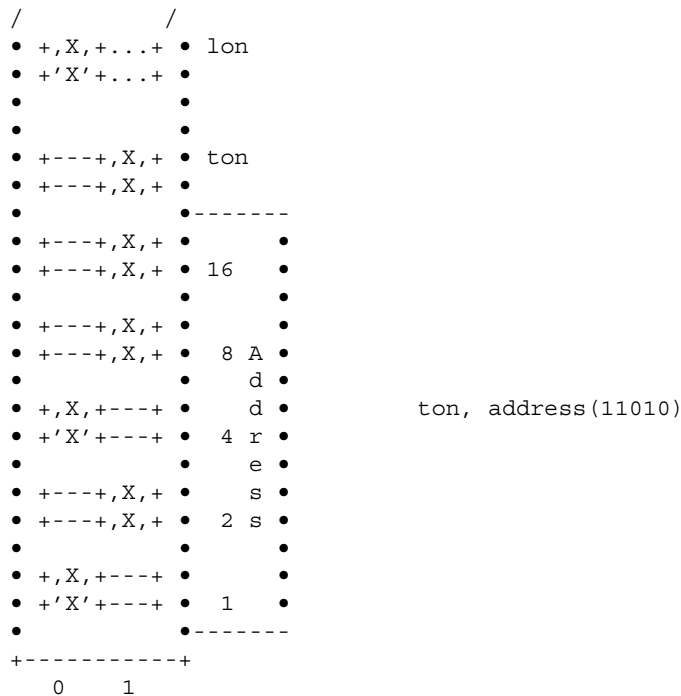 / /
• +,X,+...+ • lon
• +'X'+...+ •
• •
• •
• +---+,X,+ • ton
• +---+,X,+ •
• •-------
• +---+,X,+ • •
• +---+,X,+ • 16 •
• • •
• +---+,X,+ • •
• +---+,X,+ • 8 A •
• • d •
• +,X,+---+ • d • ton, address(11010)
• +'X'+---+ • 4 r •
• • e •
• +---+,X,+ • s •
• +---+,X,+ • 2 s •
• • •
• +,X,+---+ • •
• +'X'+---+ • 1 •
• •-------
+-----------+
0 1